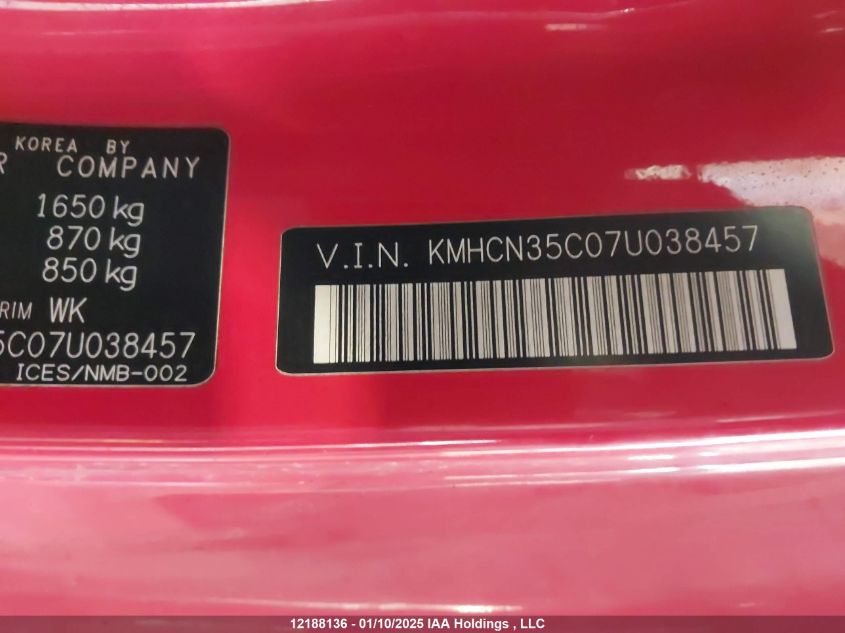 KOREA BY
R COMPANY
1650 kg
870 kg
850 kg
RIM WK
5C07U038457
ICES/NMB-002
V.I.N. KMHCN35C07U038457
12188136 - 01/10/2025 IAA Holdings , LLC